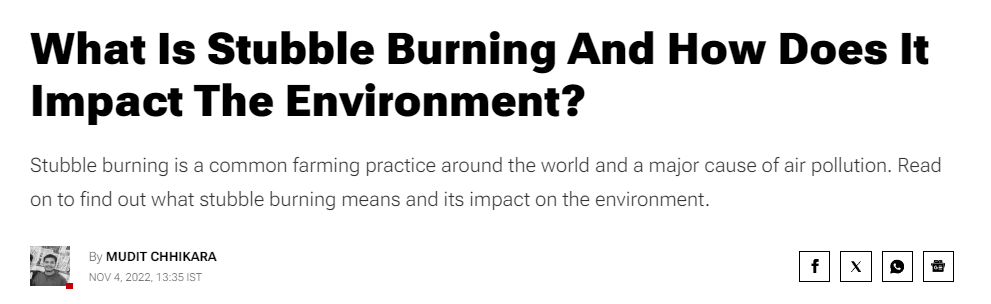 What Is Stubble Burning And How Does It
Impact The Environment?
Stubble burning is a common farming practice around the world and a major cause of air pollution. Read
on to find out what stubble burning means and its impact on the environment.
By MUDIT CHHIKARA
NOV 4, 2022, 13:35 IST